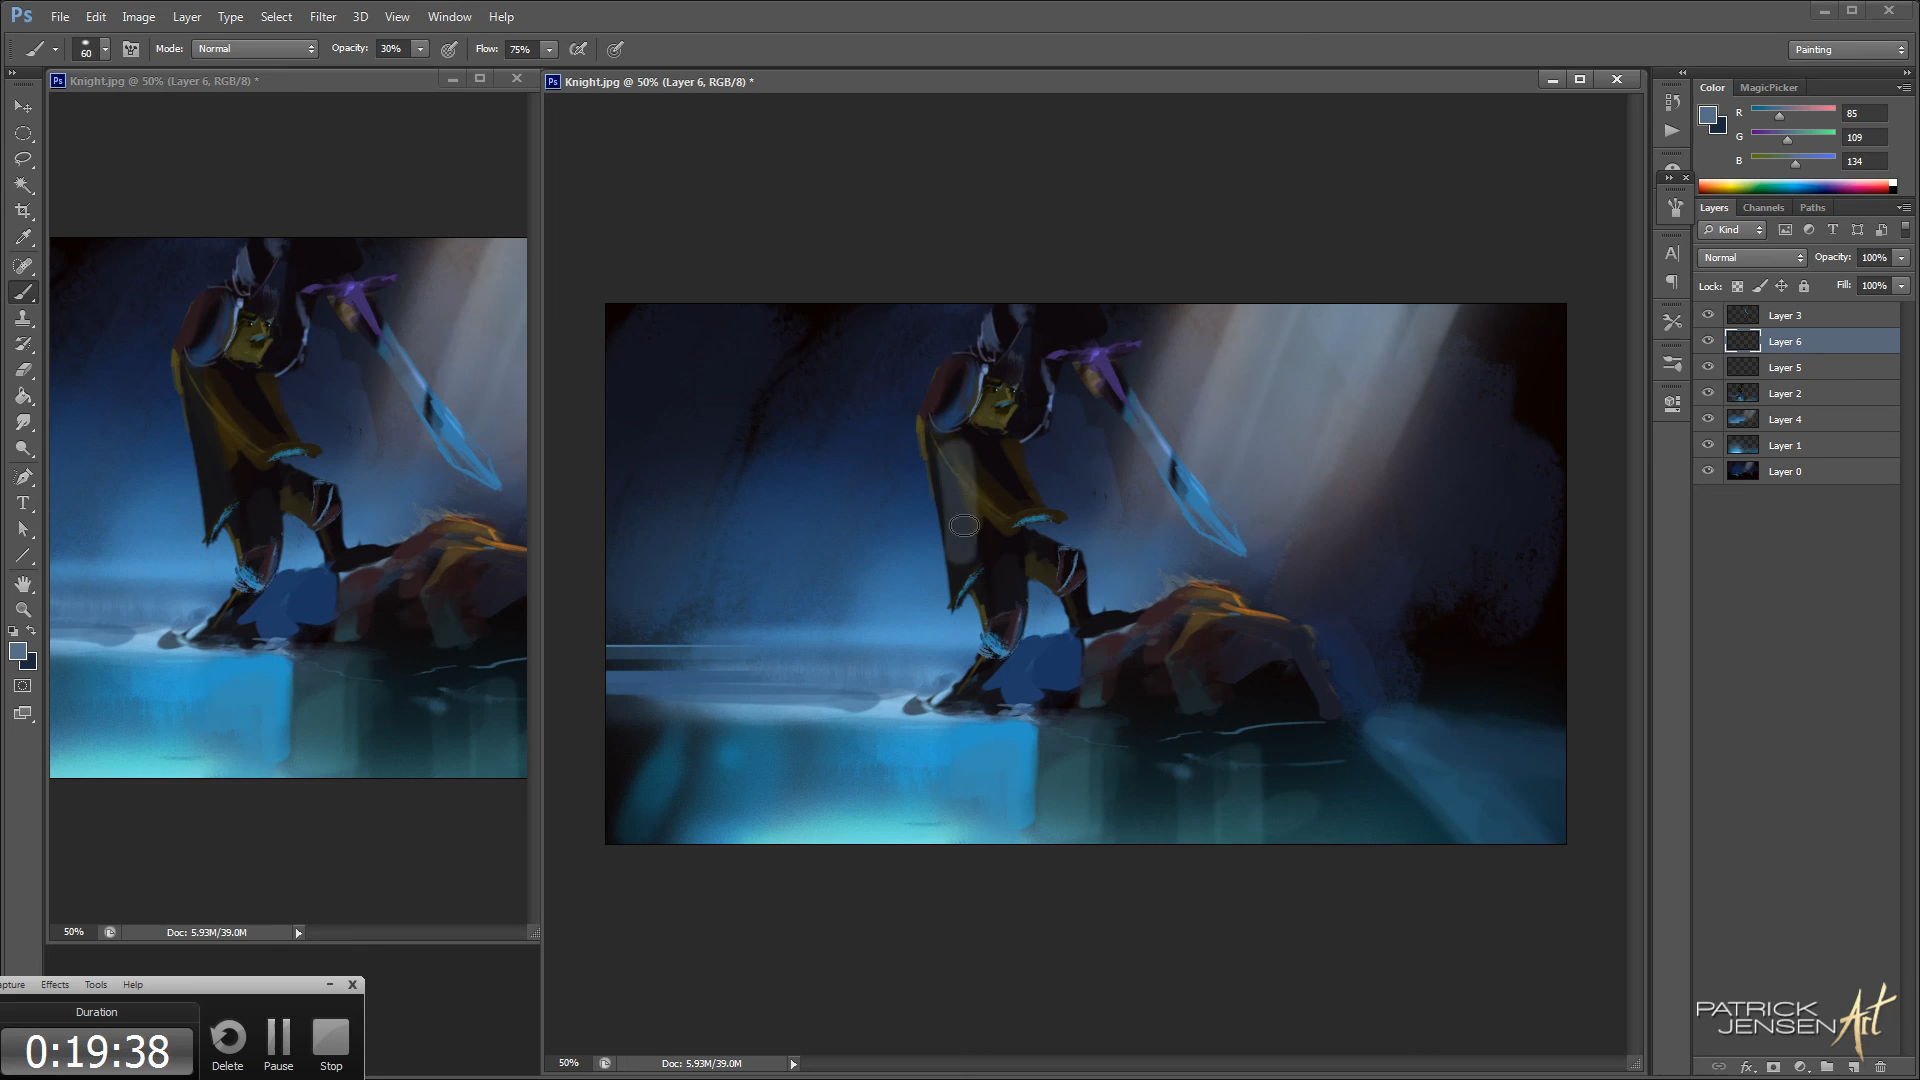 Ps File Edit Image Layer Type Select Filter 3D View Window Help
60 Mode: Normal Opacity: 30% Flow: 75% Painting
Ps Knight.jpg @ 50% (Layer 6, RGB/8) *
Ps Knight.jpg @ 50% (Layer 6, RGB/8) *
Color MagicPicker
R 85
G 109
B 134
Layers Channels Paths
Kind
Normal Opacity: 100%
Lock: Fill: 100%
Layer 3
Layer 6
Layer 5
Layer 2
Layer 4
Layer 1
Layer 0
50% Doc: 5.93M/39.0M
50% Doc: 5.93M/39.0M
apture Effects Tools Help
Duration
0:19:38
Delete Pause Stop
PATRICK
JENSEN Art